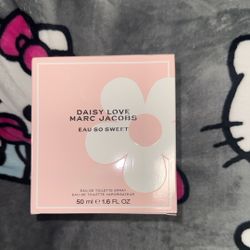 DAISY LOVE
MARC JACOBS
EAU SO SWEET
EAU DE TOILETTE SPRAY
EAU DE TOILETTE VAPORISATEUR
50 ml ℮ 1.6 FL OZ